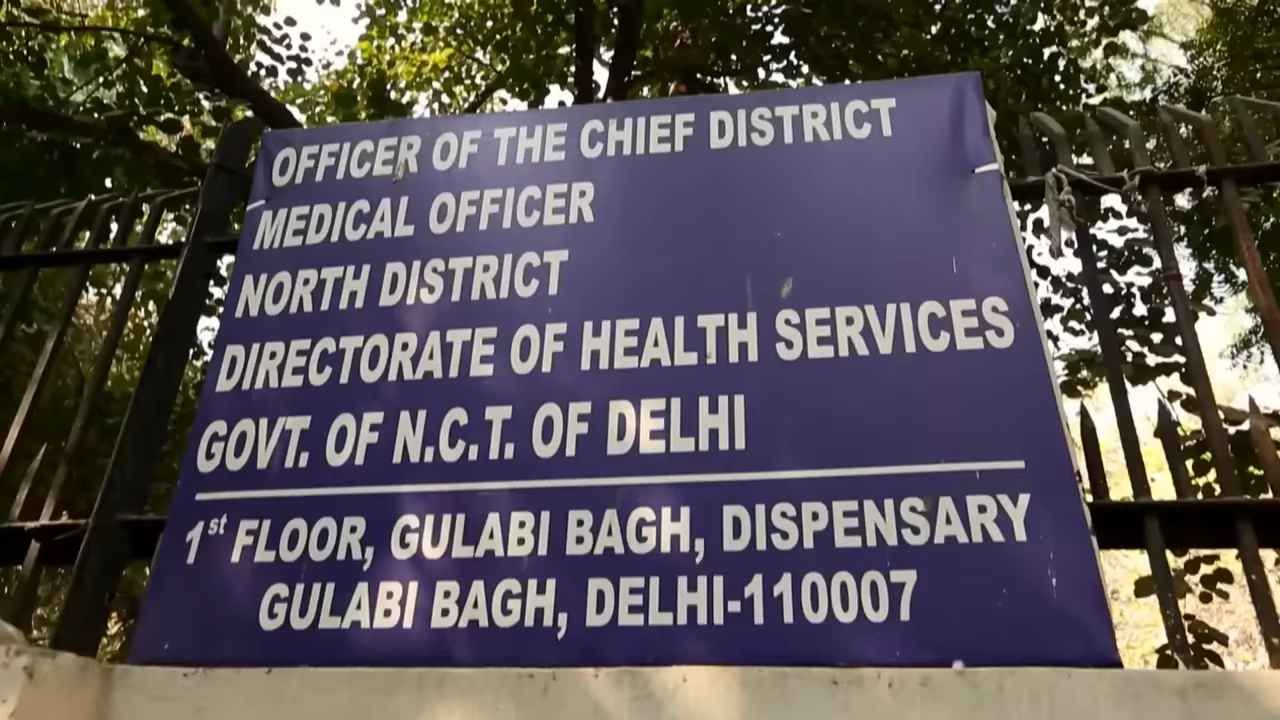 OFFICER OF THE CHIEF DISTRICT
MEDICAL OFFICER
NORTH DISTRICT
DIRECTORATE OF HEALTH SERVICES
GOVT. OF N.C.T. OF DELHI
1st FLOOR, GULABI BAGH, DISPENSARY
GULABI BAGH, DELHI-110007